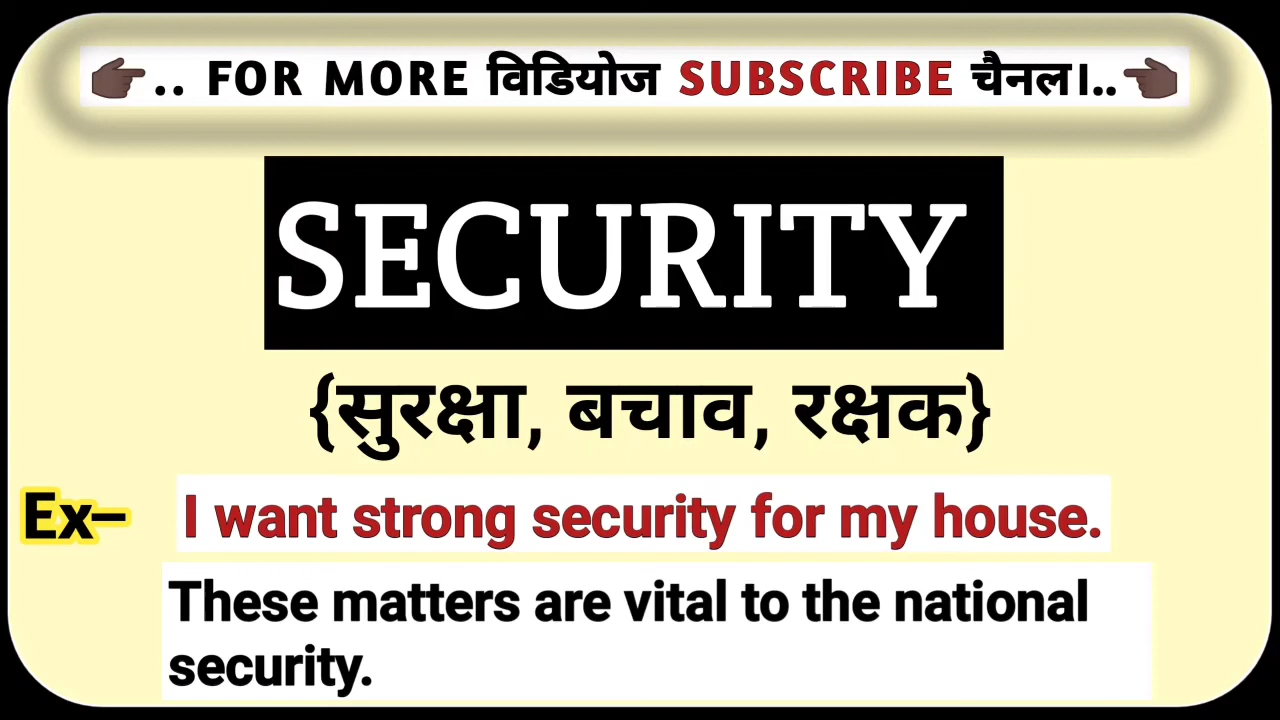 👉🏿.. FOR MORE विडियोज SUBSCRIBE चैनल।..👈🏿
SECURITY
{सुरक्षा, बचाव, रक्षक}
Ex– I want strong security for my house.
These matters are vital to the national
security.